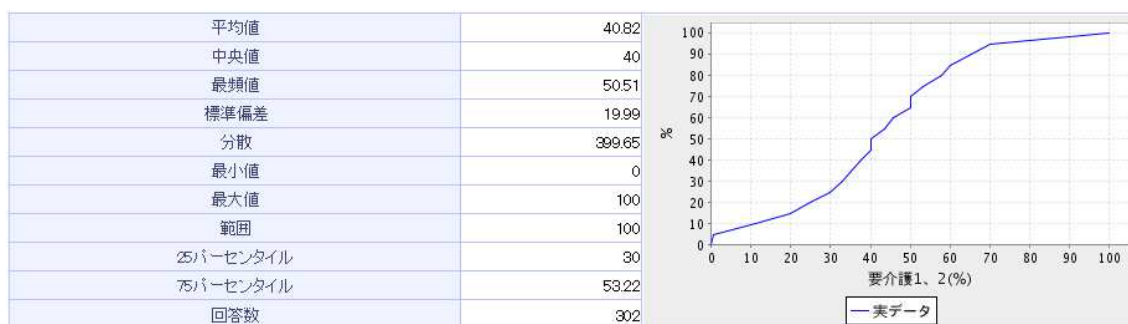 平均値 40.82
中央値 40
最頻値 50.51
標準偏差 19.99
分散 399.65
最小値 0
最大値 100
範囲 100
25パーセンタイル 30
75パーセンタイル 53.22
回答数 302
%
100
90
80
70
60
50
40
30
20
10
0
0 10 20 30 40 50 60 70 80 90 100
要介護1、2(%)
実データ